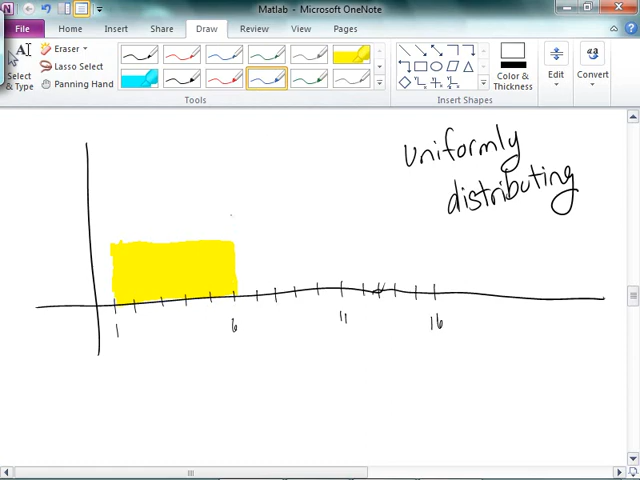 Matlab - Microsoft OneNote
File Home Insert Share Draw Review View Pages
Select & Type
Eraser
Lasso Select
Panning Hand
Color & Thickness
Edit
Convert
Tools
Insert Shapes
uniformly
distributing
1 6 11 16